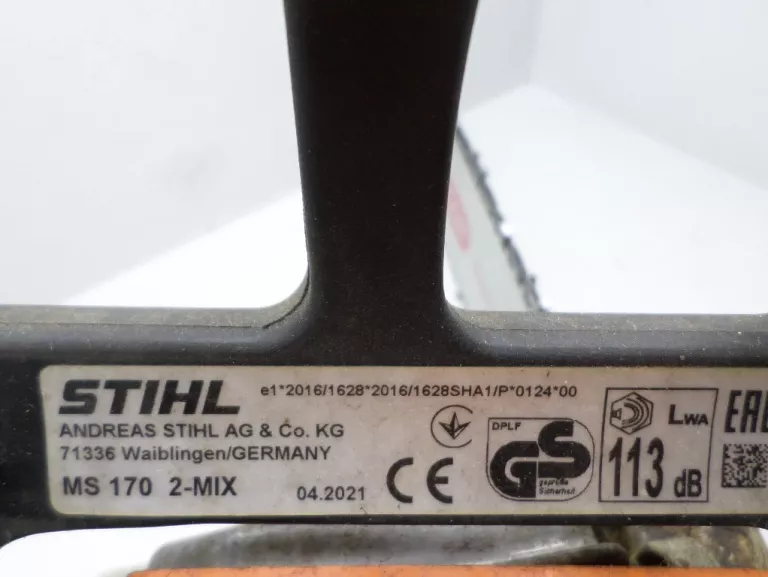 STIHL
e1*2016/1628*2016/1628SHA1/P*0124*00
ANDREAS STIHL AG & Co. KG
71336 Waiblingen/GERMANY
MS 170 2-MIX
04.2021
CE
DPLF
GS
geprüfte
Sicherheit
LWA
113 dB
EAC